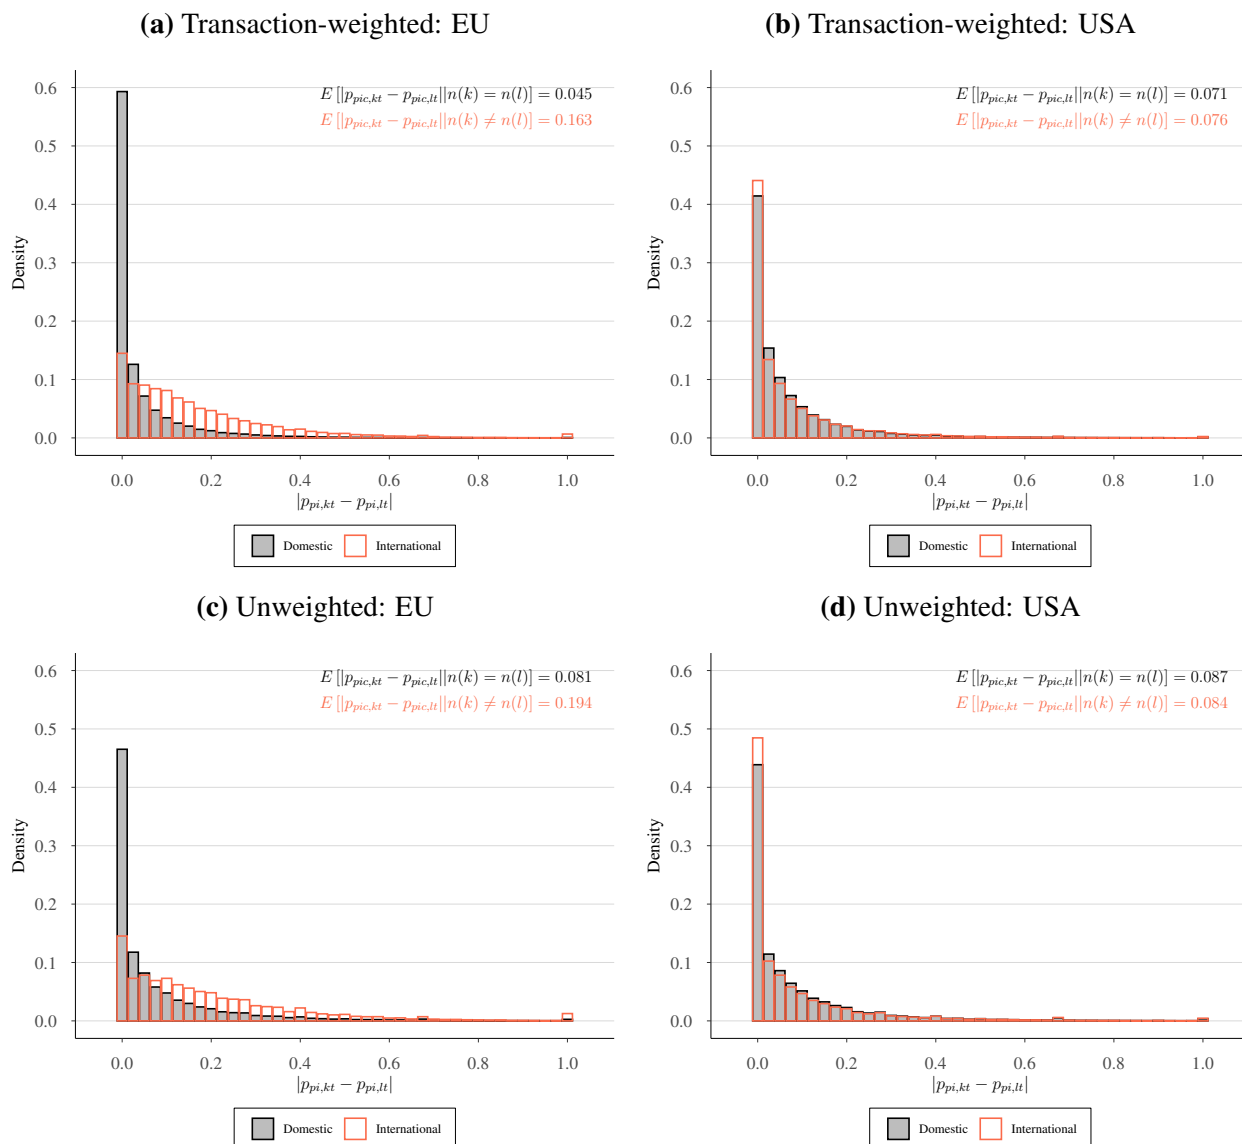 (a) Transaction-weighted: EU
E [|p_{pic,kt} − p_{pic,lt}||n(k) = n(l)] = 0.045
E [|p_{pic,kt} − p_{pic,lt}||n(k) ≠ n(l)] = 0.163
0.6
0.5
0.4
0.3
0.2
0.1
0.0
Density
0.0 0.2 0.4 0.6 0.8 1.0
|p_{pi,kt} − p_{pi,lt}|
Domestic International
(b) Transaction-weighted: USA
E [|p_{pic,kt} − p_{pic,lt}||n(k) = n(l)] = 0.071
E [|p_{pic,kt} − p_{pic,lt}||n(k) ≠ n(l)] = 0.076
0.6
0.5
0.4
0.3
0.2
0.1
0.0
Density
0.0 0.2 0.4 0.6 0.8 1.0
|p_{pi,kt} − p_{pi,lt}|
Domestic International
(c) Unweighted: EU
E [|p_{pic,kt} − p_{pic,lt}||n(k) = n(l)] = 0.081
E [|p_{pic,kt} − p_{pic,lt}||n(k) ≠ n(l)] = 0.194
0.6
0.5
0.4
0.3
0.2
0.1
0.0
Density
0.0 0.2 0.4 0.6 0.8 1.0
|p_{pi,kt} − p_{pi,lt}|
Domestic International
(d) Unweighted: USA
E [|p_{pic,kt} − p_{pic,lt}||n(k) = n(l)] = 0.087
E [|p_{pic,kt} − p_{pic,lt}||n(k) ≠ n(l)] = 0.084
0.6
0.5
0.4
0.3
0.2
0.1
0.0
Density
0.0 0.2 0.4 0.6 0.8 1.0
|p_{pi,kt} − p_{pi,lt}|
Domestic International